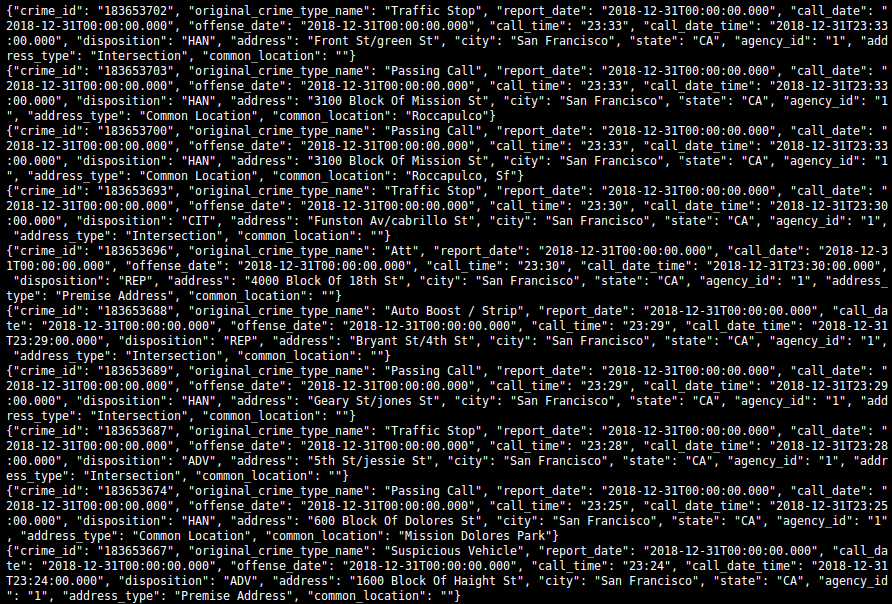 {"crime_id": "183653702", "original_crime_type_name": "Traffic Stop", "report_date": "2018-12-31T00:00:00.000", "call_date": "
2018-12-31T00:00:00.000", "offense_date": "2018-12-31T00:00:00.000", "call_time": "23:33", "call_date_time": "2018-12-31T23:33
:00.000", "disposition": "HAN", "address": "Front St/green St", "city": "San Francisco", "state": "CA", "agency_id": "1", "add
ress_type": "Intersection", "common_location": ""}
{"crime_id": "183653703", "original_crime_type_name": "Passing Call", "report_date": "2018-12-31T00:00:00.000", "call_date": "
2018-12-31T00:00:00.000", "offense_date": "2018-12-31T00:00:00.000", "call_time": "23:33", "call_date_time": "2018-12-31T23:33
:00.000", "disposition": "HAN", "address": "3100 Block Of Mission St", "city": "San Francisco", "state": "CA", "agency_id": "1
", "address_type": "Common Location", "common_location": "Roccapulco"}
{"crime_id": "183653700", "original_crime_type_name": "Passing Call", "report_date": "2018-12-31T00:00:00.000", "call_date": "
2018-12-31T00:00:00.000", "offense_date": "2018-12-31T00:00:00.000", "call_time": "23:33", "call_date_time": "2018-12-31T23:33
:00.000", "disposition": "HAN", "address": "3100 Block Of Mission St", "city": "San Francisco", "state": "CA", "agency_id": "1
", "address_type": "Common Location", "common_location": "Roccapulco, Sf"}
{"crime_id": "183653693", "original_crime_type_name": "Traffic Stop", "report_date": "2018-12-31T00:00:00.000", "call_date": "
2018-12-31T00:00:00.000", "offense_date": "2018-12-31T00:00:00.000", "call_time": "23:30", "call_date_time": "2018-12-31T23:30
:00.000", "disposition": "CIT", "address": "Funston Av/cabrillo St", "city": "San Francisco", "state": "CA", "agency_id": "1",
 "address_type": "Intersection", "common_location": ""}
{"crime_id": "183653696", "original_crime_type_name": "Att", "report_date": "2018-12-31T00:00:00.000", "call_date": "2018-12-3
1T00:00:00.000", "offense_date": "2018-12-31T00:00:00.000", "call_time": "23:30", "call_date_time": "2018-12-31T23:30:00.000",
 "disposition": "REP", "address": "4000 Block Of 18th St", "city": "San Francisco", "state": "CA", "agency_id": "1", "address_
type": "Premise Address", "common_location": ""}
{"crime_id": "183653688", "original_crime_type_name": "Auto Boost / Strip", "report_date": "2018-12-31T00:00:00.000", "call_da
te": "2018-12-31T00:00:00.000", "offense_date": "2018-12-31T00:00:00.000", "call_time": "23:29", "call_date_time": "2018-12-31
T23:29:00.000", "disposition": "REP", "address": "Bryant St/4th St", "city": "San Francisco", "state": "CA", "agency_id": "1",
 "address_type": "Intersection", "common_location": ""}
{"crime_id": "183653689", "original_crime_type_name": "Passing Call", "report_date": "2018-12-31T00:00:00.000", "call_date": "
2018-12-31T00:00:00.000", "offense_date": "2018-12-31T00:00:00.000", "call_time": "23:29", "call_date_time": "2018-12-31T23:29
:00.000", "disposition": "HAN", "address": "Geary St/jones St", "city": "San Francisco", "state": "CA", "agency_id": "1", "add
ress_type": "Intersection", "common_location": ""}
{"crime_id": "183653687", "original_crime_type_name": "Traffic Stop", "report_date": "2018-12-31T00:00:00.000", "call_date": "
2018-12-31T00:00:00.000", "offense_date": "2018-12-31T00:00:00.000", "call_time": "23:28", "call_date_time": "2018-12-31T23:28
:00.000", "disposition": "ADV", "address": "5th St/jessie St", "city": "San Francisco", "state": "CA", "agency_id": "1", "addr
ess_type": "Intersection", "common_location": ""}
{"crime_id": "183653674", "original_crime_type_name": "Passing Call", "report_date": "2018-12-31T00:00:00.000", "call_date": "
2018-12-31T00:00:00.000", "offense_date": "2018-12-31T00:00:00.000", "call_time": "23:25", "call_date_time": "2018-12-31T23:25
:00.000", "disposition": "HAN", "address": "600 Block Of Dolores St", "city": "San Francisco", "state": "CA", "agency_id": "1"
, "address_type": "Common Location", "common_location": "Mission Dolores Park"}
{"crime_id": "183653667", "original_crime_type_name": "Suspicious Vehicle", "report_date": "2018-12-31T00:00:00.000", "call_da
te": "2018-12-31T00:00:00.000", "offense_date": "2018-12-31T00:00:00.000", "call_time": "23:24", "call_date_time": "2018-12-31
T23:24:00.000", "disposition": "ADV", "address": "1600 Block Of Haight St", "city": "San Francisco", "state": "CA", "agency_id
": "1", "address_type": "Premise Address", "common_location": ""}